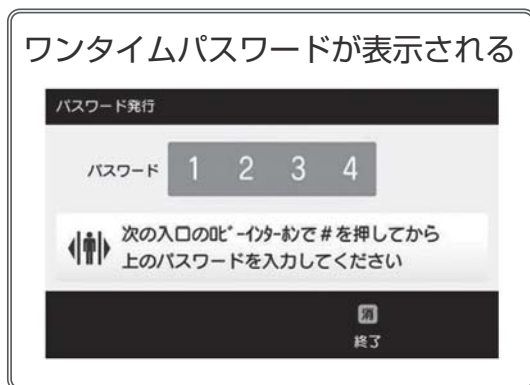 ワンタイムパスワードが表示される
パスワード発行
パスワード 1 2 3 4
次の入口のﾛﾋﾞｰｲﾝﾀｰﾎﾝで#を押してから
上のパスワードを入力してください
消
終了